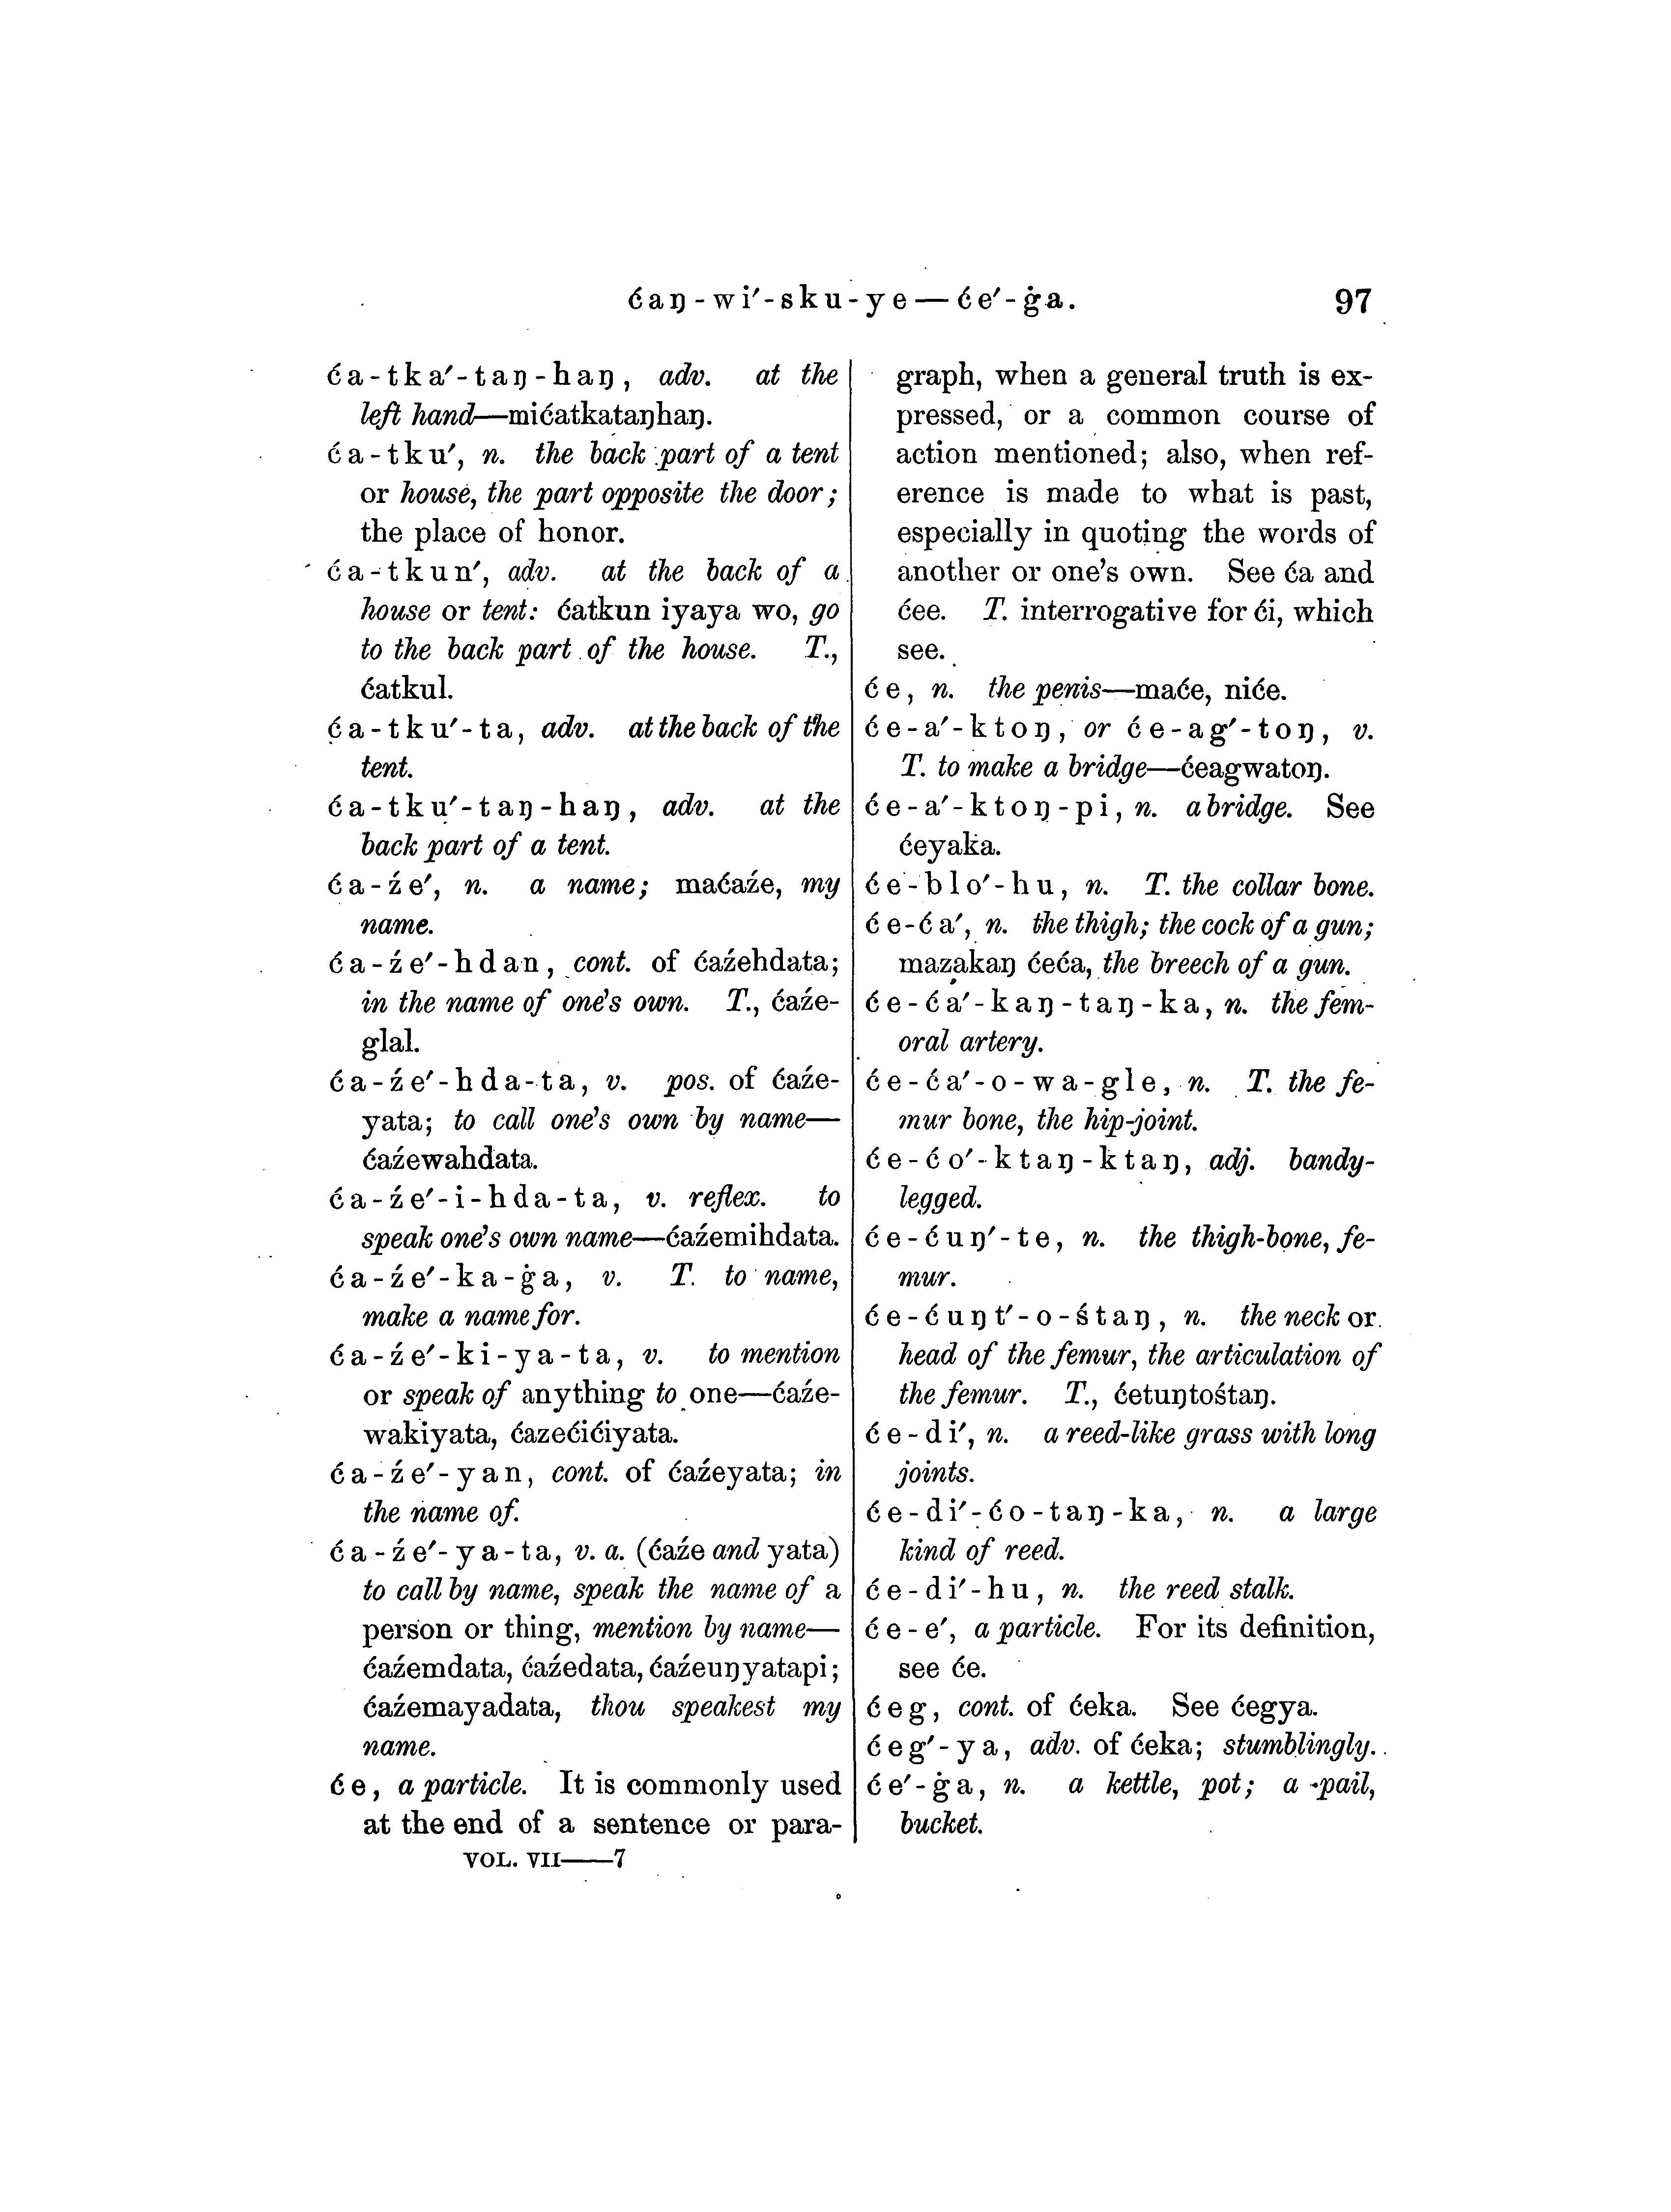 ćaŋ-wi′-sku-ye—će′-ġa. 97
ća-tka′-taŋ-haŋ, adv. at the
left hand—mićatkataŋhaŋ.
ća-tku′, n. the back part of a tent
or house, the part opposite the door;
the place of honor.
ća-tkun′, adv. at the back of a
house or tent: ćatkun iyaya wo, go
to the back part of the house. T.,
ćatkul.
ća-tku′-ta, adv. at the back of the
tent.
ća-tku′-taŋ-haŋ, adv. at the
back part of a tent.
ća-źe′, n. a name; maćaźe, my
name.
ća-źe′-hdan, cont. of ćaźehdata;
in the name of one's own. T., ćaźe-
glal.
ća-źe′-hda-ta, v. pos. of ćaźe-
yata; to call one's own by name—
ćaźewahdata.
ća-źe′-i-hda-ta, v. reflex. to
speak one's own name—ćaźemihdata.
ća-źe′-ka-ġa, v. T. to name,
make a name for.
ća-źe′-ki-ya-ta, v. to mention
or speak of anything to one—ćaźe-
wakiyata, ćazećićiyata.
ća-źe′-yan, cont. of ćaźeyata; in
the name of.
ća-źe′-ya-ta, v. a. (ćaźe and yata)
to call by name, speak the name of a
person or thing, mention by name—
ćaźemdata, ćaźedata, ćaźeuŋyatapi;
ćaźemayadata, thou speakest my
name.
će, a particle. It is commonly used
at the end of a sentence or para-
VOL. VII——7
graph, when a general truth is ex-
pressed, or a common course of
action mentioned; also, when ref-
erence is made to what is past,
especially in quoting the words of
another or one's own. See ća and
ćee. T. interrogative for ći, which
see.
će, n. the penis—maće, niće.
će-a′-ktoŋ, or će-ag′-toŋ, v.
T. to make a bridge—ćeagwatoŋ.
će-a′-ktoŋ-pi, n. a bridge. See
ćeyaka.
će-blo′-hu, n. T. the collar bone.
će-ća′, n. the thigh; the cock of a gun;
mazakaŋ ćeća, the breech of a gun.
će-ća′-kaŋ-taŋ-ka, n. the fem-
oral artery.
će-ća′-o-wa-gle, n. T. the fe-
mur bone, the hip-joint.
će-ćo′-ktaŋ-ktaŋ, adj. bandy-
legged.
će-ćuŋ′-te, n. the thigh-bone, fe-
mur.
će-ćuŋt′-o-śtaŋ, n. the neck or
head of the femur, the articulation of
the femur. T., ćetuŋtośtaŋ.
će-di′, n. a reed-like grass with long
joints.
će-di′-ćo-taŋ-ka, n. a large
kind of reed.
će-di′-hu, n. the reed stalk.
će-e′, a particle. For its definition,
see će.
ćeg, cont. of ćeka. See ćegya.
ćeg′-ya, adv. of ćeka; stumblingly.
će′-ġa, n. a kettle, pot; a pail,
bucket.